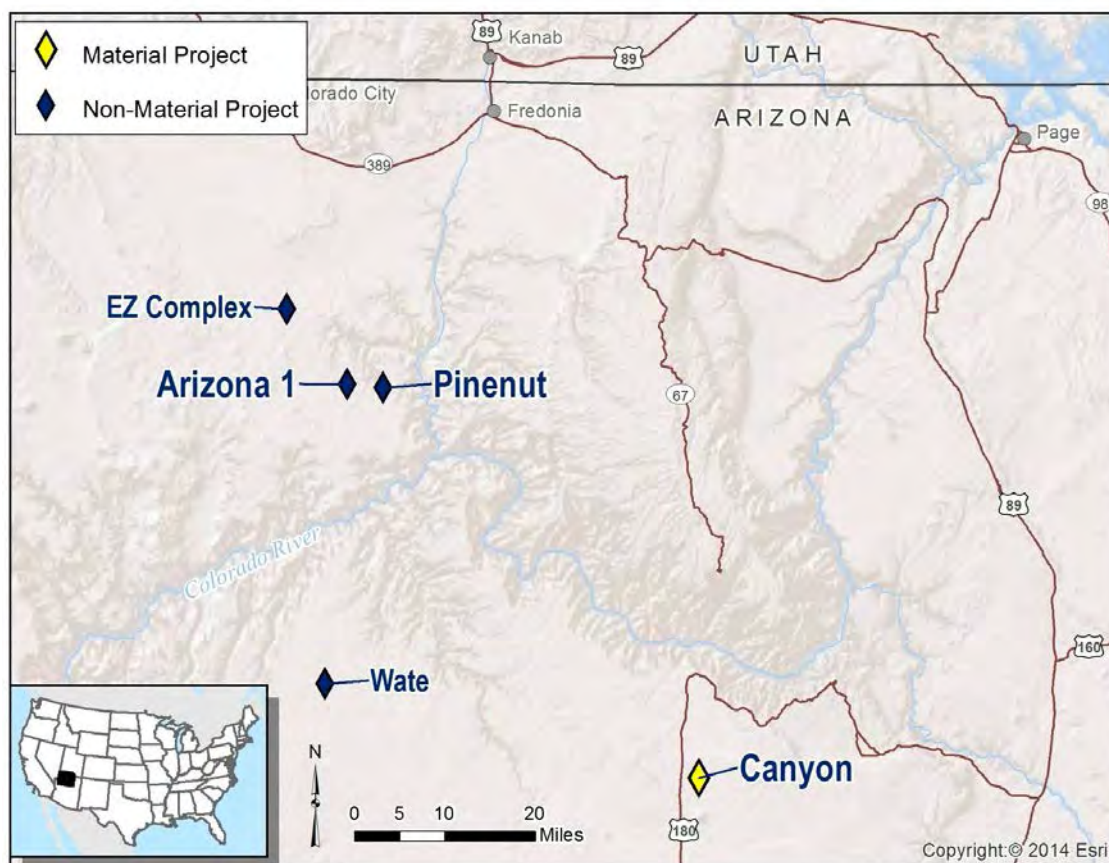 Material Project
Non-Material Project
89
Kanab
89
UTAH
orado City
Fredonia
ARIZONA
Page
389
98
EZ Complex
Arizona 1
Pinenut
67
89
Colorado River
160
Wate
Canyon
N
0 5 10 20
Miles
180
Copyright:© 2014 Esri